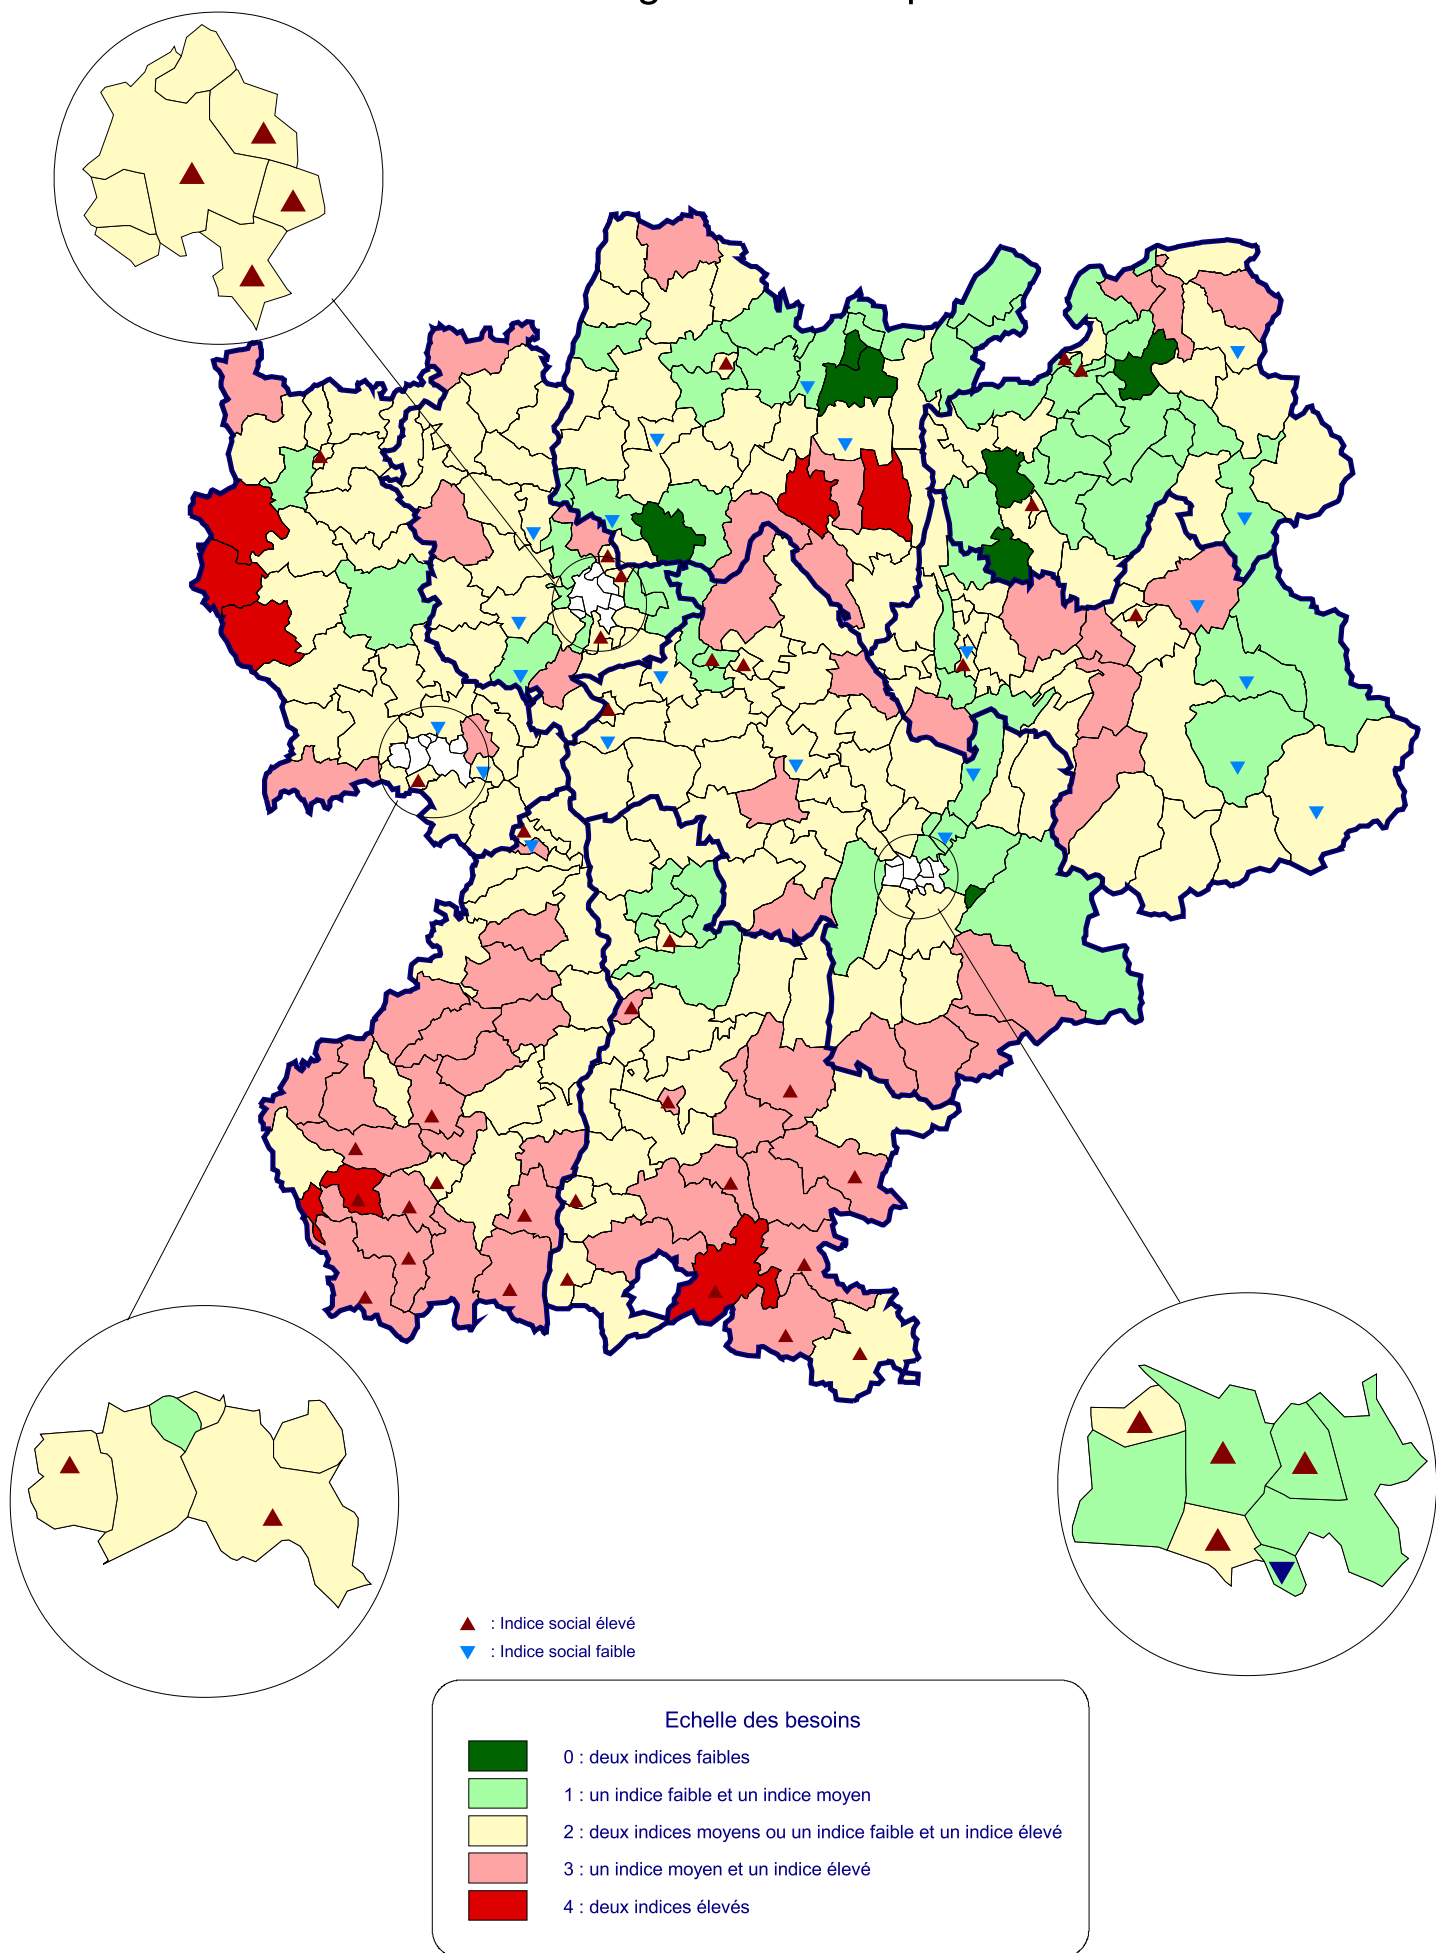 : Indice social élevé
: Indice social faible
Echelle des besoins
0 : deux indices faibles
1 : un indice faible et un indice moyen
2 : deux indices moyens ou un indice faible et un indice élevé
3 : un indice moyen et un indice élevé
4 : deux indices élevés